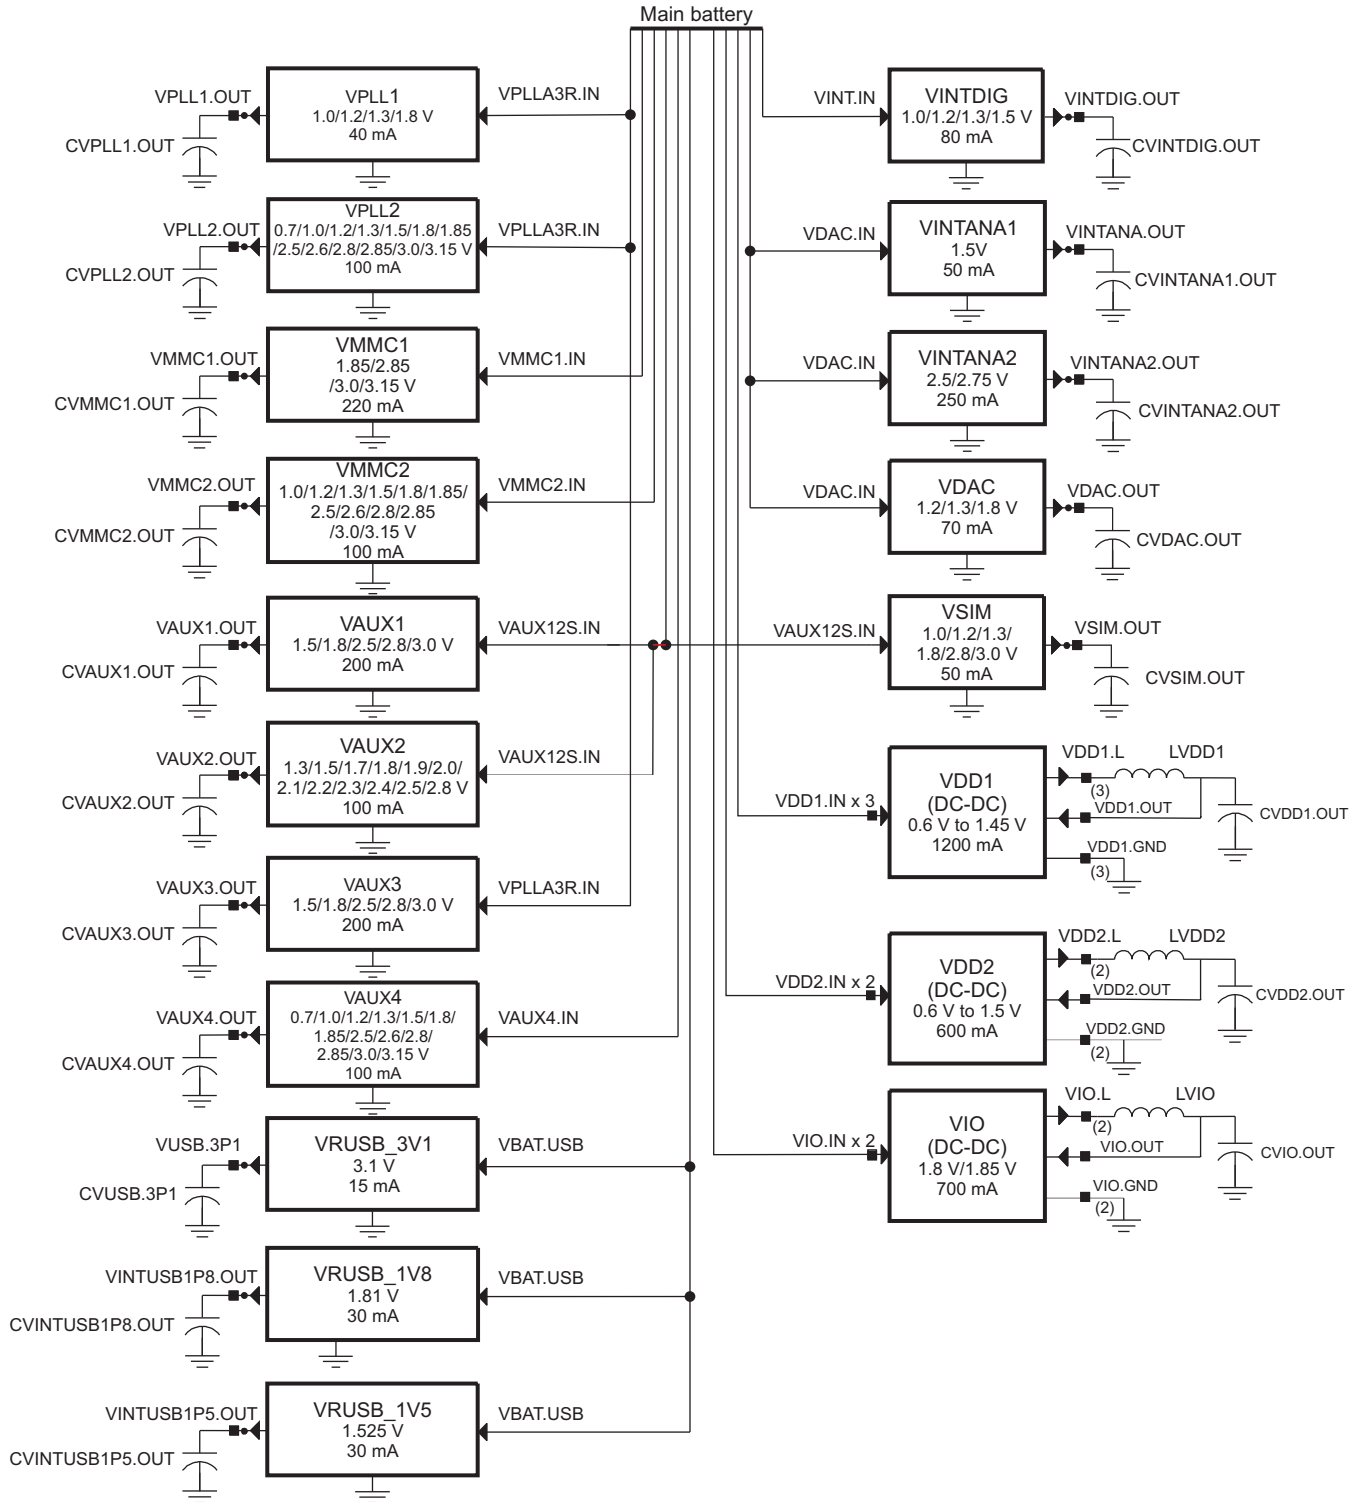 Main battery
VPLL1.OUT
CVPLL1.OUT
VPLL1
1.0/1.2/1.3/1.8 V
40 mA
VPLLA3R.IN
VPLL2.OUT
CVPLL2.OUT
VPLL2
0.7/1.0/1.2/1.3/1.5/1.8/1.85
/2.5/2.6/2.8/2.85/3.0/3.15 V
100 mA
VPLLA3R.IN
VMMC1.OUT
CVMMC1.OUT
VMMC1
1.85/2.85
/3.0/3.15 V
220 mA
VMMC1.IN
VMMC2.OUT
CVMMC2.OUT
VMMC2
1.0/1.2/1.3/1.5/1.8/1.85/
2.5/2.6/2.8/2.85
/3.0/3.15 V
100 mA
VMMC2.IN
VAUX1.OUT
CVAUX1.OUT
VAUX1
1.5/1.8/2.5/2.8/3.0 V
200 mA
VAUX12S.IN
VAUX2.OUT
CVAUX2.OUT
VAUX2
1.3/1.5/1.7/1.8/1.9/2.0/
2.1/2.2/2.3/2.4/2.5/2.8 V
100 mA
VAUX12S.IN
VAUX3.OUT
CVAUX3.OUT
VAUX3
1.5/1.8/2.5/2.8/3.0 V
200 mA
VPLLA3R.IN
VAUX4.OUT
CVAUX4.OUT
VAUX4
0.7/1.0/1.2/1.3/1.5/1.8/
1.85/2.5/2.6/2.8/
2.85/3.0/3.15 V
100 mA
VAUX4.IN
VUSB.3P1
CVUSB.3P1
VRUSB_3V1
3.1 V
15 mA
VBAT.USB
VINTUSB1P8.OUT
CVINTUSB1P8.OUT
VRUSB_1V8
1.81 V
30 mA
VBAT.USB
VINTUSB1P5.OUT
CVINTUSB1P5.OUT
VRUSB_1V5
1.525 V
30 mA
VBAT.USB
VINT.IN
VINTDIG
1.0/1.2/1.3/1.5 V
80 mA
VINTDIG.OUT
CVINTDIG.OUT
VDAC.IN
VINTANA1
1.5V
50 mA
VINTANA.OUT
CVINTANA1.OUT
VDAC.IN
VINTANA2
2.5/2.75 V
250 mA
VINTANA2.OUT
CVINTANA2.OUT
VDAC.IN
VDAC
1.2/1.3/1.8 V
70 mA
VDAC.OUT
CVDAC.OUT
VAUX12S.IN
VSIM
1.0/1.2/1.3/
1.8/2.8/3.0 V
50 mA
VSIM.OUT
CVSIM.OUT
VDD1.IN x 3
VDD1
(DC-DC)
0.6 V to 1.45 V
1200 mA
VDD1.L
LVDD1
(3)
VDD1.OUT
CVDD1.OUT
VDD1.GND
(3)
VDD2.IN x 2
VDD2
(DC-DC)
0.6 V to 1.5 V
600 mA
VDD2.L
LVDD2
(2)
VDD2.OUT
CVDD2.OUT
VDD2.GND
(2)
VIO.IN x 2
VIO
(DC-DC)
1.8 V/1.85 V
700 mA
VIO.L
LVIO
(2)
VIO.OUT
CVIO.OUT
VIO.GND
(2)